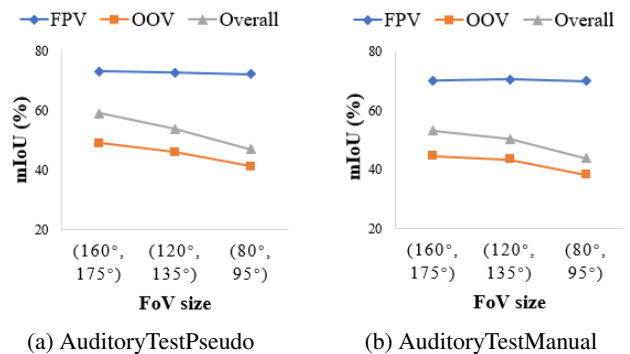 FPV OOV Overall
80
60
40
20
mIoU (%)
(160°, (120°, (80°,
175°) 135°) 95°)
FoV size
(a) AuditoryTestPseudo
FPV OOV Overall
80
60
40
20
mIoU (%)
(160°, (120°, (80°,
175°) 135°) 95°)
FoV size
(b) AuditoryTestManual